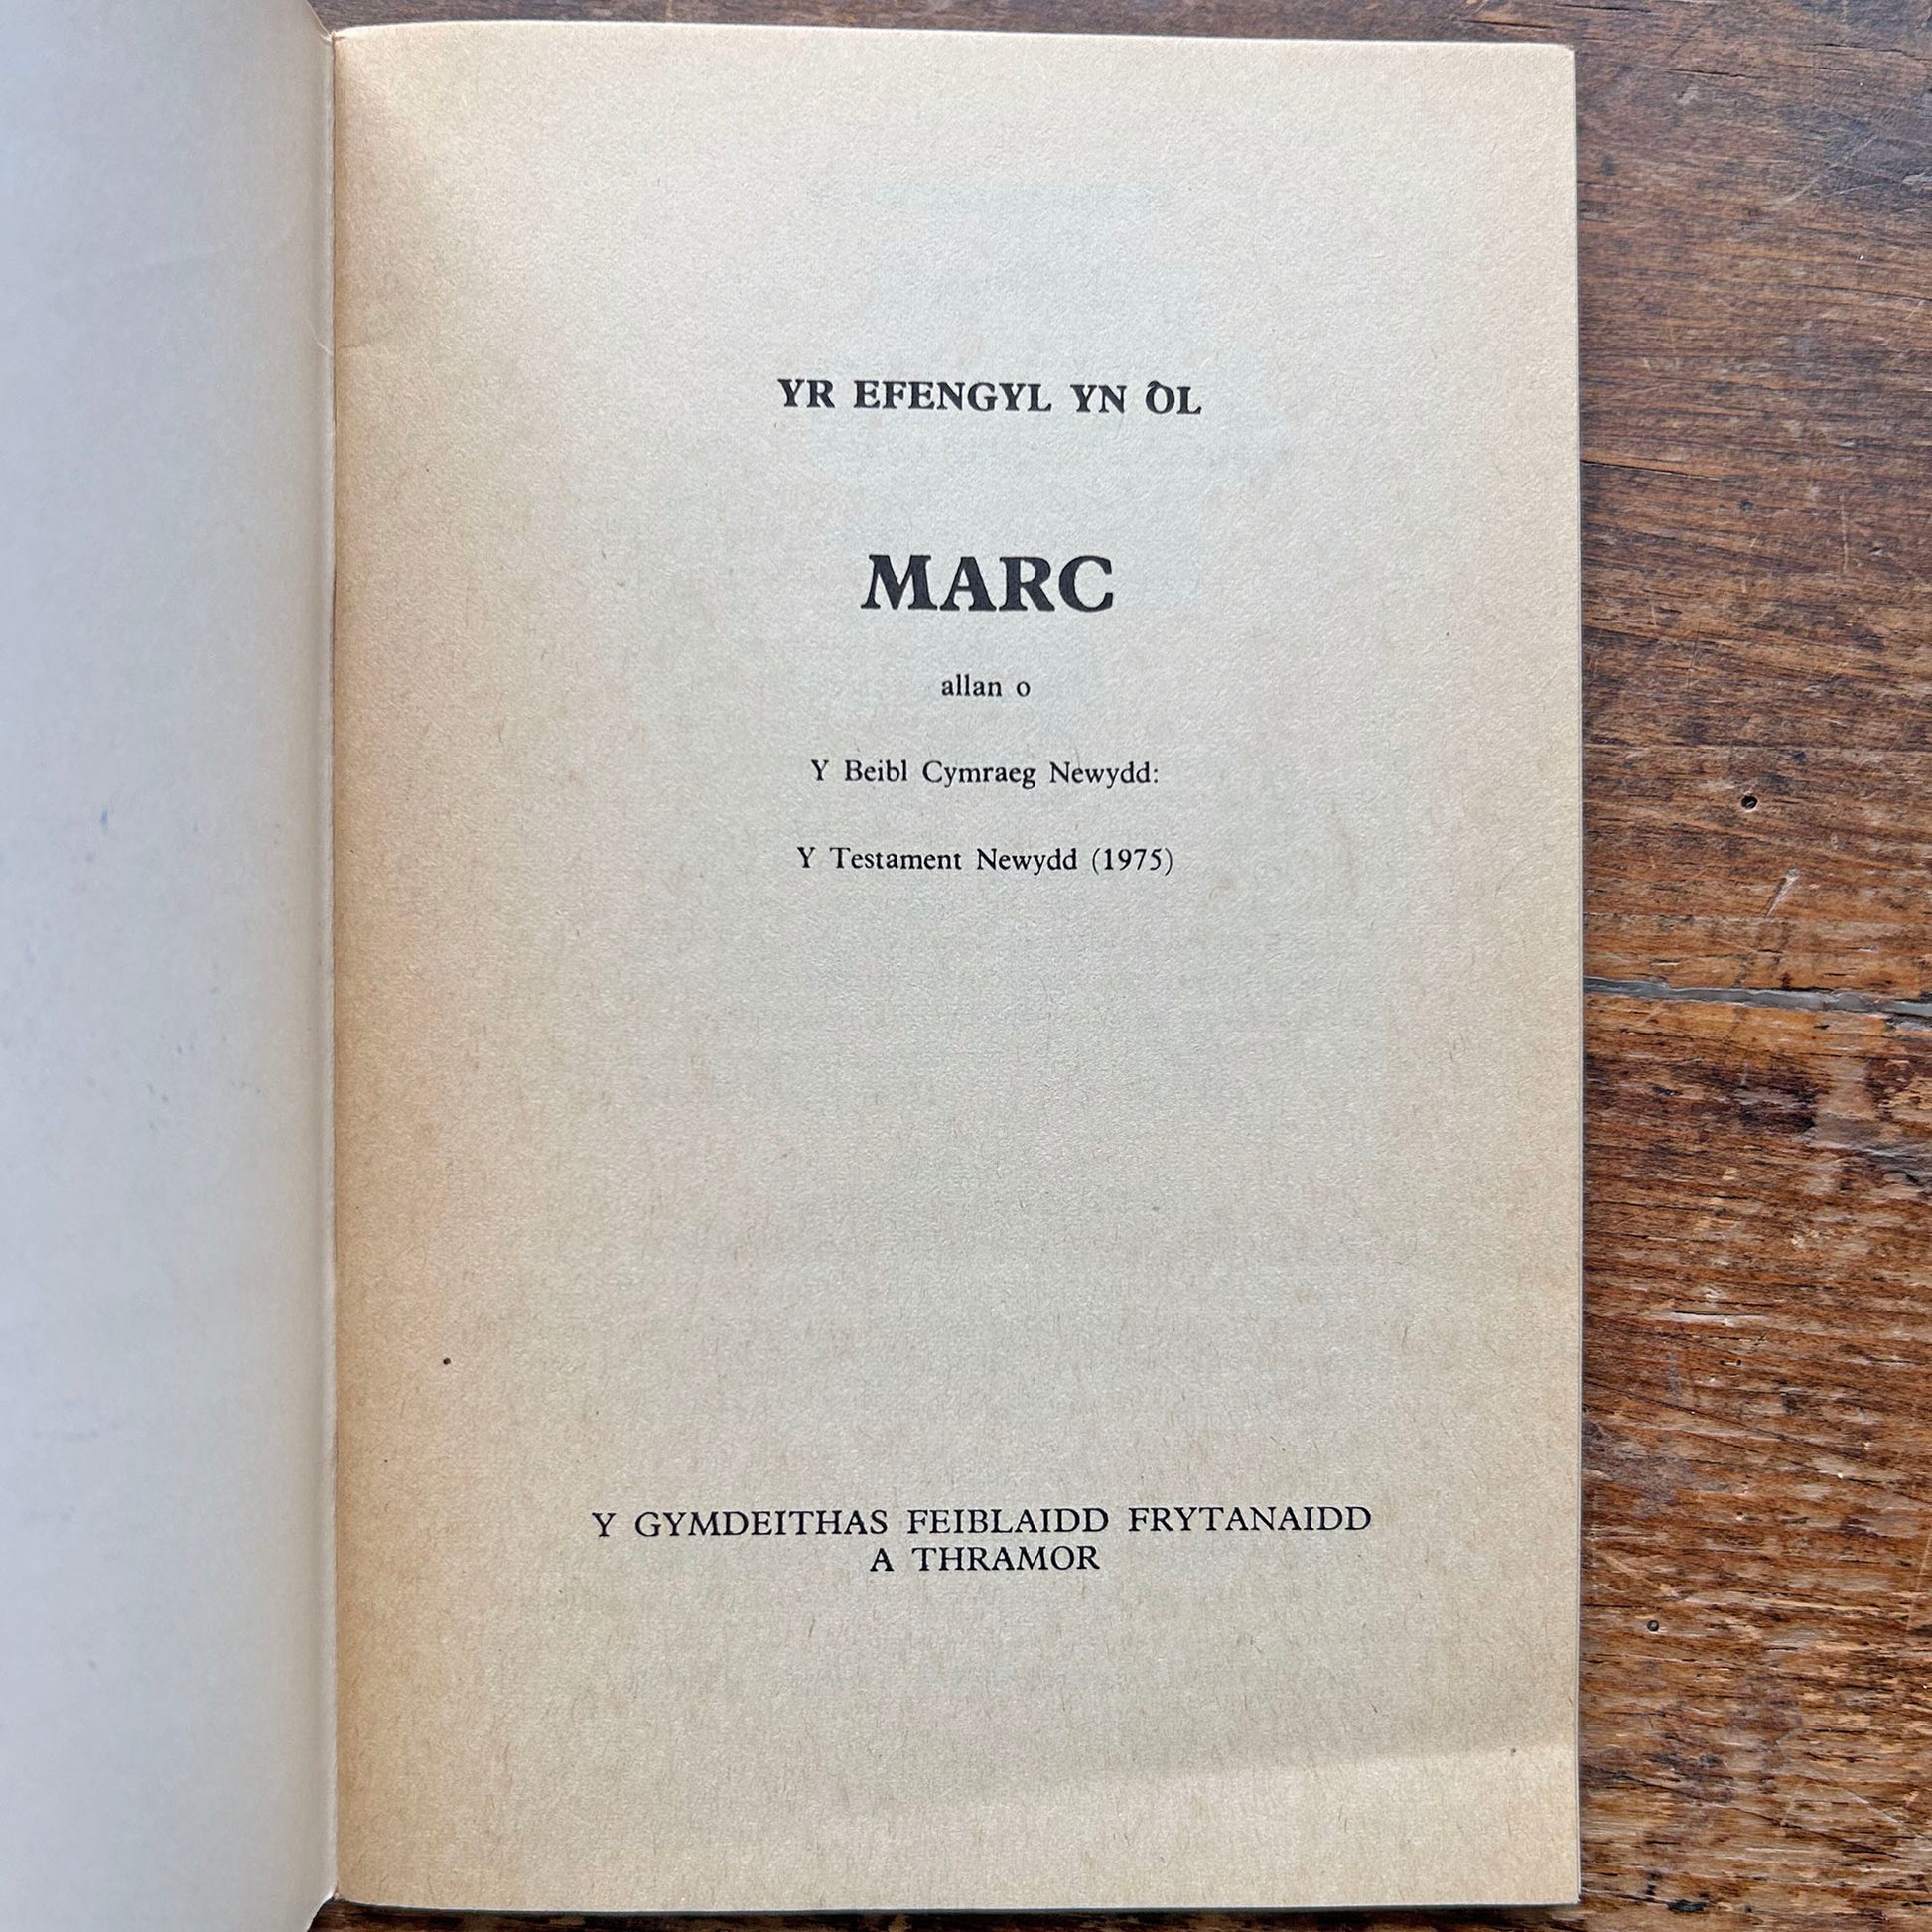 YR EFENGYL YN ÔL
MARC
allan o
Y Beibl Cymraeg Newydd:
Y Testament Newydd (1975)
Y GYMDEITHAS FEIBLAIDD FRYTANAIDD
A THRAMOR